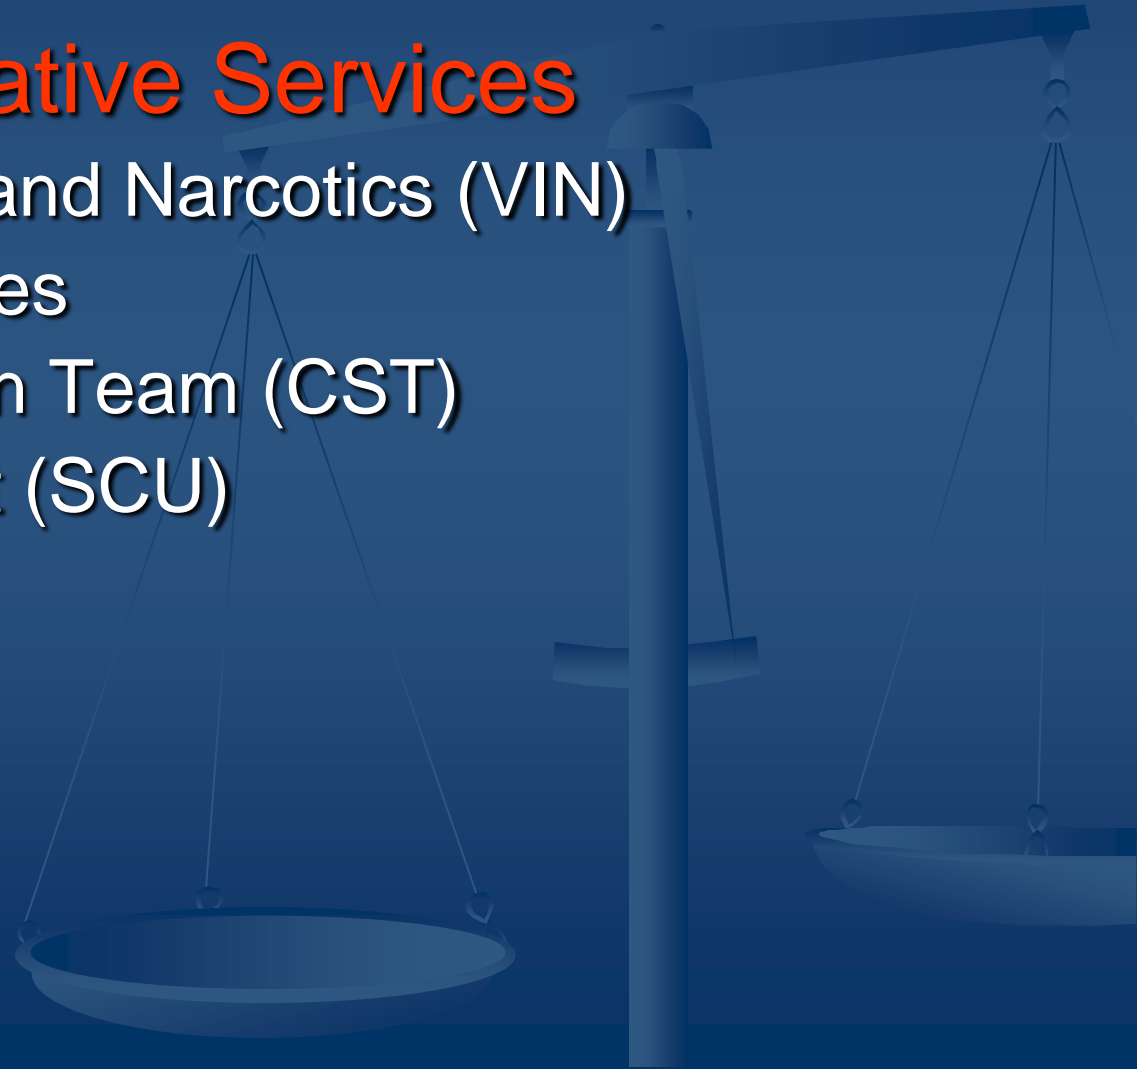 ative Services
and Narcotics (VIN)
es
n Team (CST)
t (SCU)